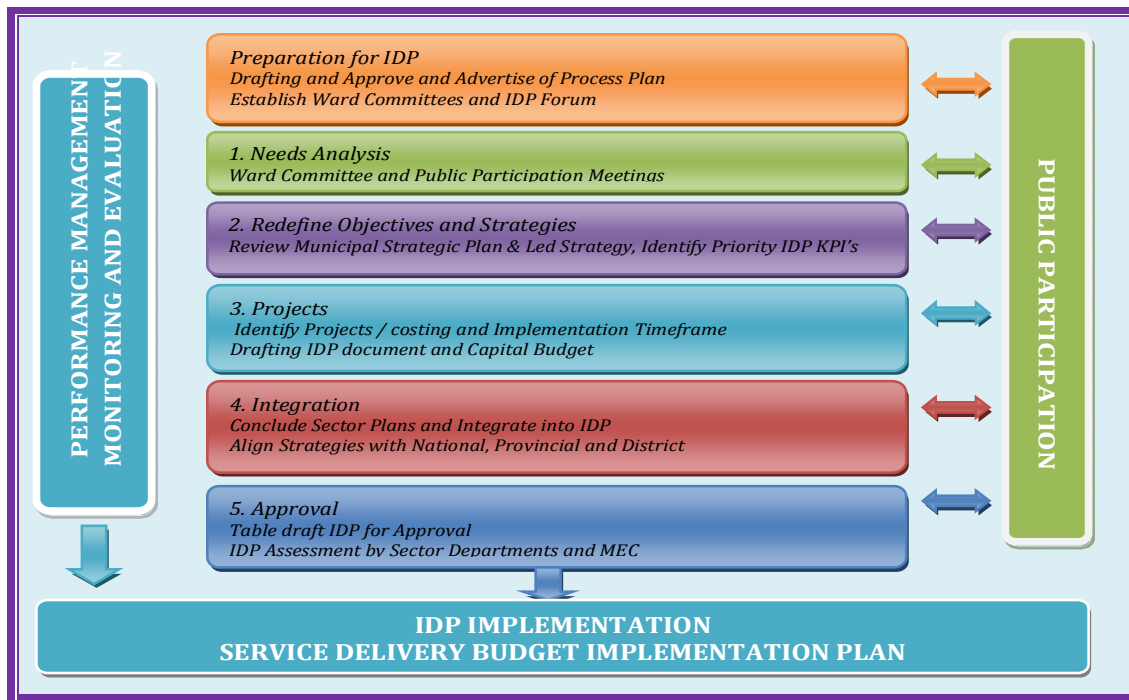 PERFORMANCE MANAGEMENT
MONITORING AND EVALUATION
Preparation for IDP
Drafting and Approve and Advertise of Process Plan
Establish Ward Committees and IDP Forum
1. Needs Analysis
Ward Committee and Public Participation Meetings
2. Redefine Objectives and Strategies
Review Municipal Strategic Plan & Led Strategy, Identify Priority IDP KPI's
3. Projects
Identify Projects / costing and Implementation Timeframe
Drafting IDP document and Capital Budget
4. Integration
Conclude Sector Plans and Integrate into IDP
Align Strategies with National, Provincial and District
5. Approval
Table draft IDP for Approval
IDP Assessment by Sector Departments and MEC
PUBLIC PARTICIPATION
IDP IMPLEMENTATION
SERVICE DELIVERY BUDGET IMPLEMENTATION PLAN